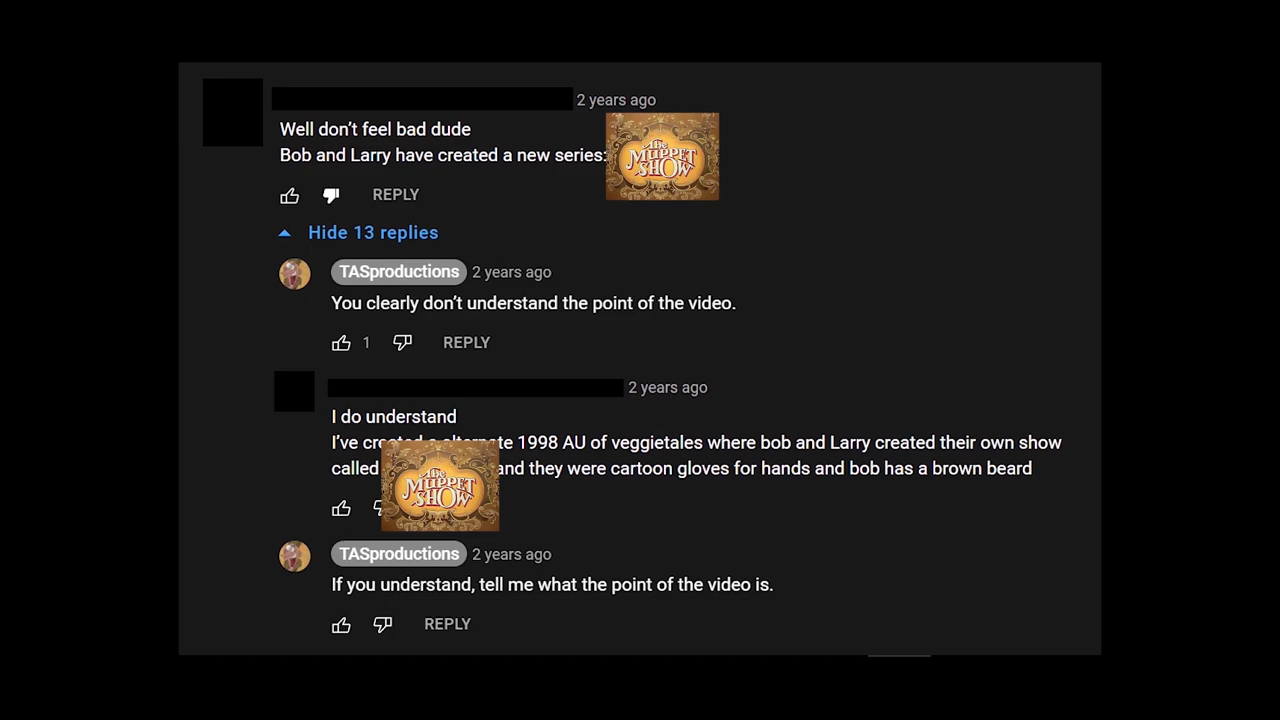 2 years ago
Well don’t feel bad dude
Bob and Larry have created a new series:
The
MUPPET
SHOW
REPLY
Hide 13 replies
TASproductions 2 years ago
You clearly don’t understand the point of the video.
1 REPLY
2 years ago
I do understand
I’ve created a alternate 1998 AU of veggietales where bob and Larry created their own show
called and they were cartoon gloves for hands and bob has a brown beard
The
MUPPET
SHOW
TASproductions 2 years ago
If you understand, tell me what the point of the video is.
REPLY